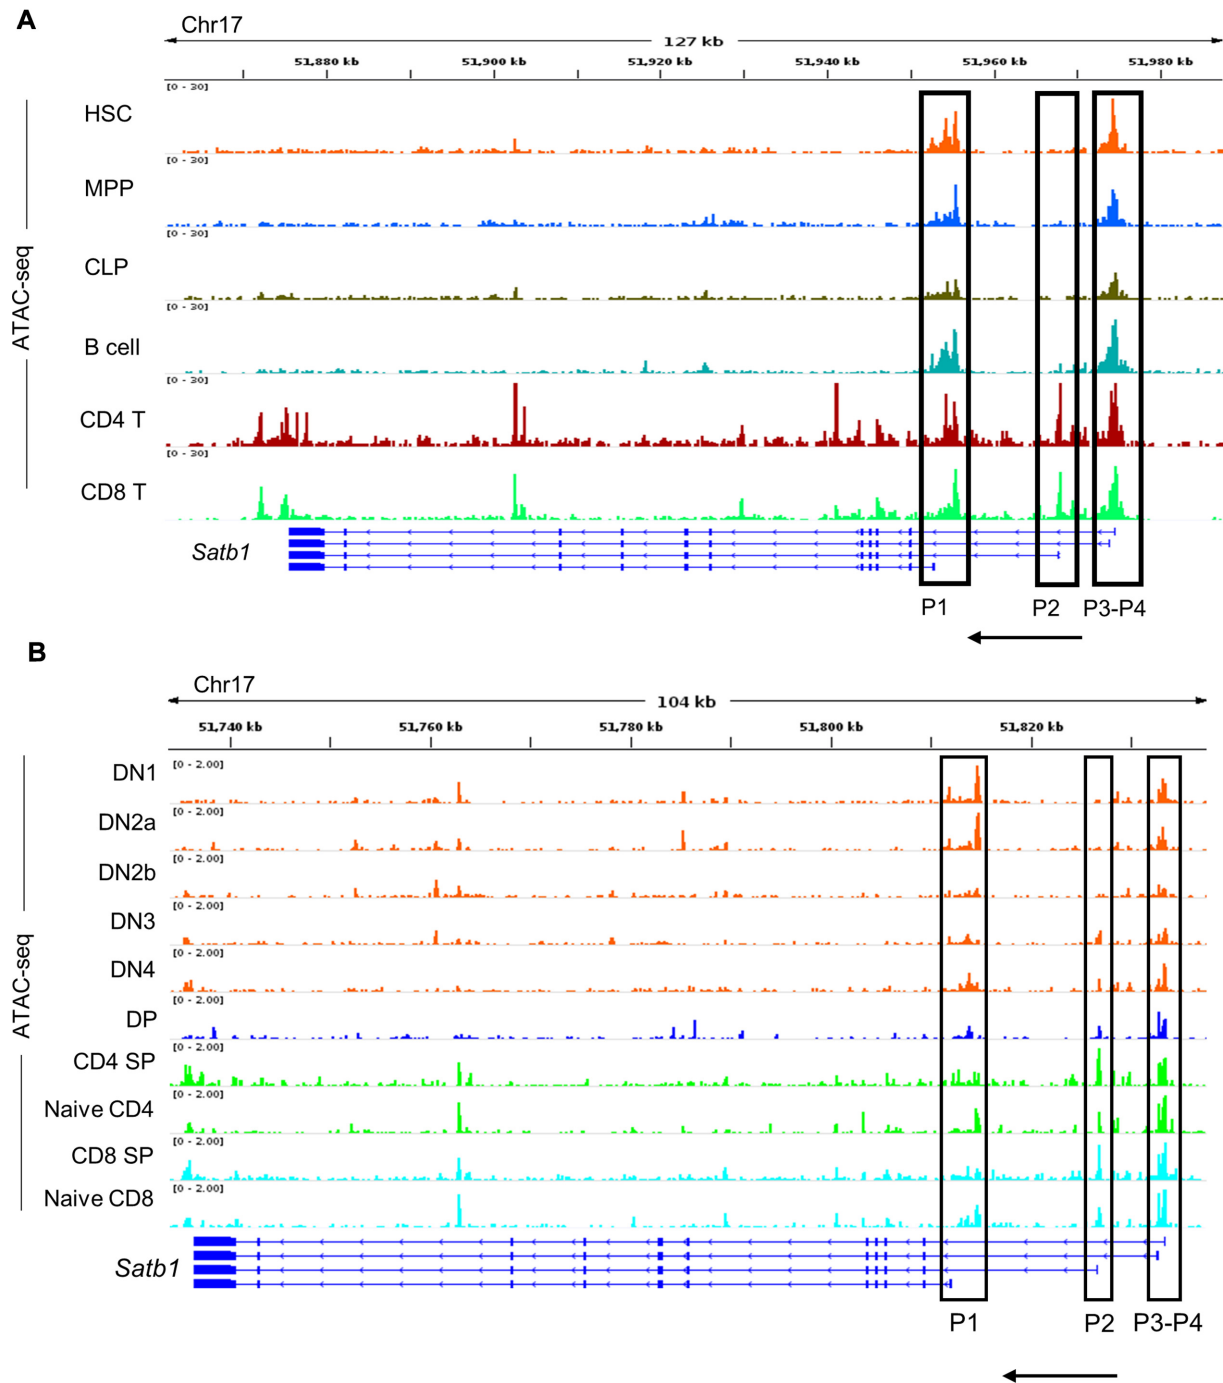 A
Chr17
127 kb
51,880 kb 51,900 kb 51,920 kb 51,940 kb 51,960 kb 51,980 kb
[0 - 30]
HSC
[0 - 30]
MPP
[0 - 30]
CLP
[0 - 30]
B cell
[0 - 30]
CD4 T
[0 - 30]
CD8 T
ATAC-seq
Satb1
P1 P2 P3-P4
B
Chr17
104 kb
51,740 kb 51,760 kb 51,780 kb 51,800 kb 51,820 kb
DN1 [0 - 2.00]
[0 - 2.00]
DN2a
[0 - 2.00]
DN2b
[0 - 2.00]
DN3
[0 - 2.00]
DN4
[0 - 2.00]
DP
[0 - 2.00]
CD4 SP
[0 - 2.00]
Naive CD4
[0 - 2.00]
CD8 SP
[0 - 2.00]
Naive CD8
ATAC-seq
Satb1
P1 P2 P3-P4